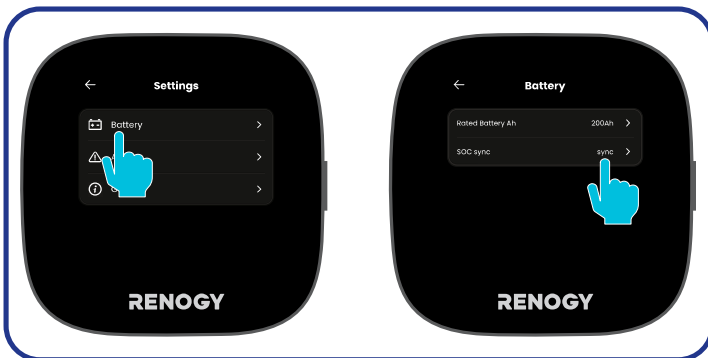 Settings
Battery
RENOGY
Battery
Rated Battery Ah 200Ah
SOC sync sync
RENOGY